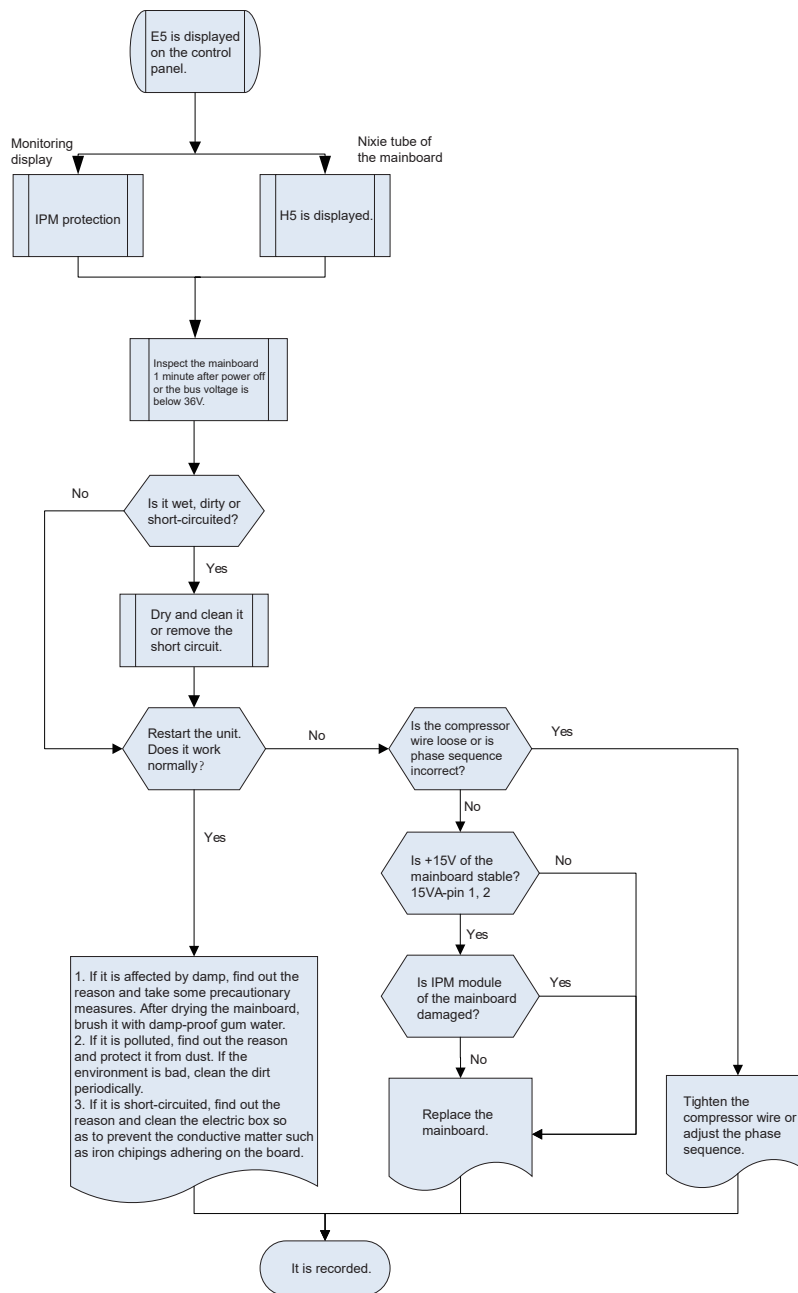 E5 is displayed
on the control
panel.
Monitoring
display
Nixie tube of
the mainboard
IPM protection
H5 is displayed.
Inspect the mainboard
1 minute after power off
or the bus voltage is
below 36V.
No
Is it wet, dirty or
short-circuited?
Yes
Dry and clean it
or remove the
short circuit.
Restart the unit.
Does it work
normally?
No
Is the compressor
wire loose or is
phase sequence
incorrect?
Yes
No
Yes
Is +15V of the
mainboard stable?
15VA-pin 1, 2
No
Yes
Is IPM module
of the mainboard
damaged?
Yes
No
1. If it is affected by damp, find out the
reason and take some precautionary
measures. After drying the mainboard,
brush it with damp-proof gum water.
2. If it is polluted, find out the reason
and protect it from dust. If the
environment is bad, clean the dirt
periodically.
3. If it is short-circuited, find out the
reason and clean the electric box so
as to prevent the conductive matter such
as iron chipings adhering on the board.
Replace the
mainboard.
Tighten the
compressor wire or
adjust the phase
sequence.
It is recorded.